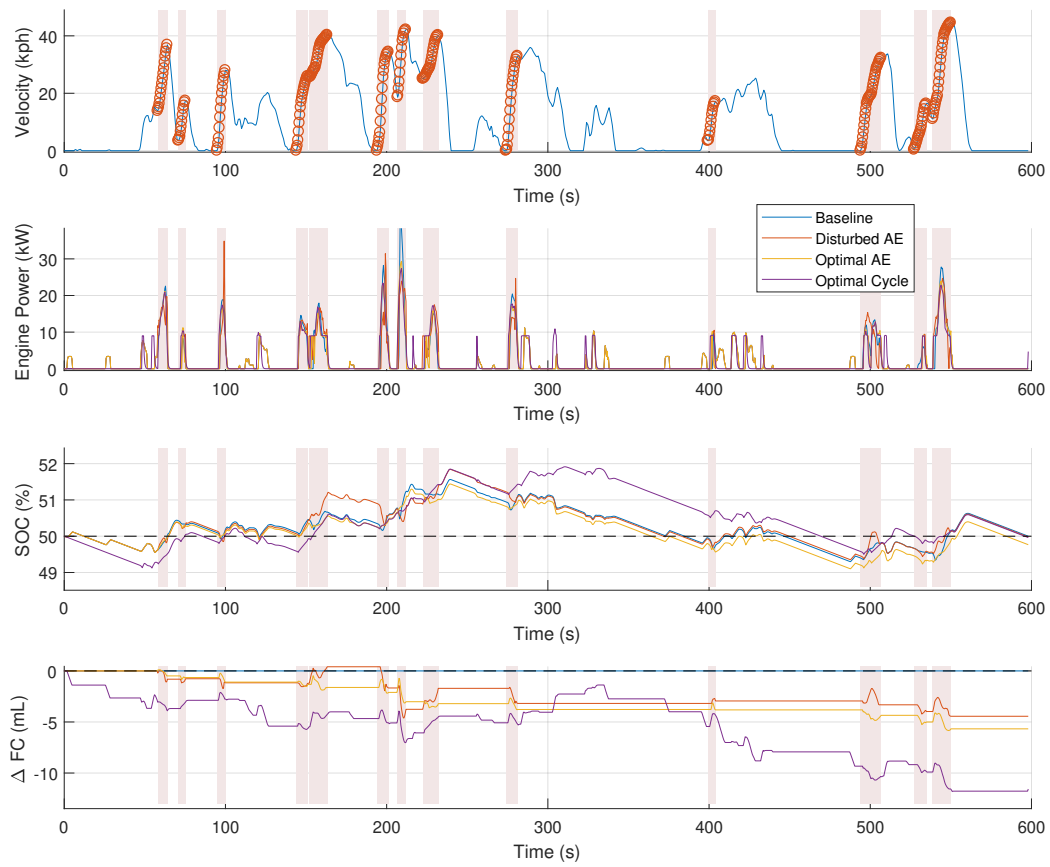 40
20
0
Velocity (kph)
0 100 200 300 400 500 600
Time (s)
Baseline
Disturbed AE
Optimal AE
Optimal Cycle
30
20
10
0
Engine Power (kW)
0 100 200 300 400 500 600
Time (s)
52
51
50
49
SOC (%)
0 100 200 300 400 500 600
Time (s)
0
-5
-10
Δ FC (mL)
0 100 200 300 400 500 600
Time (s)